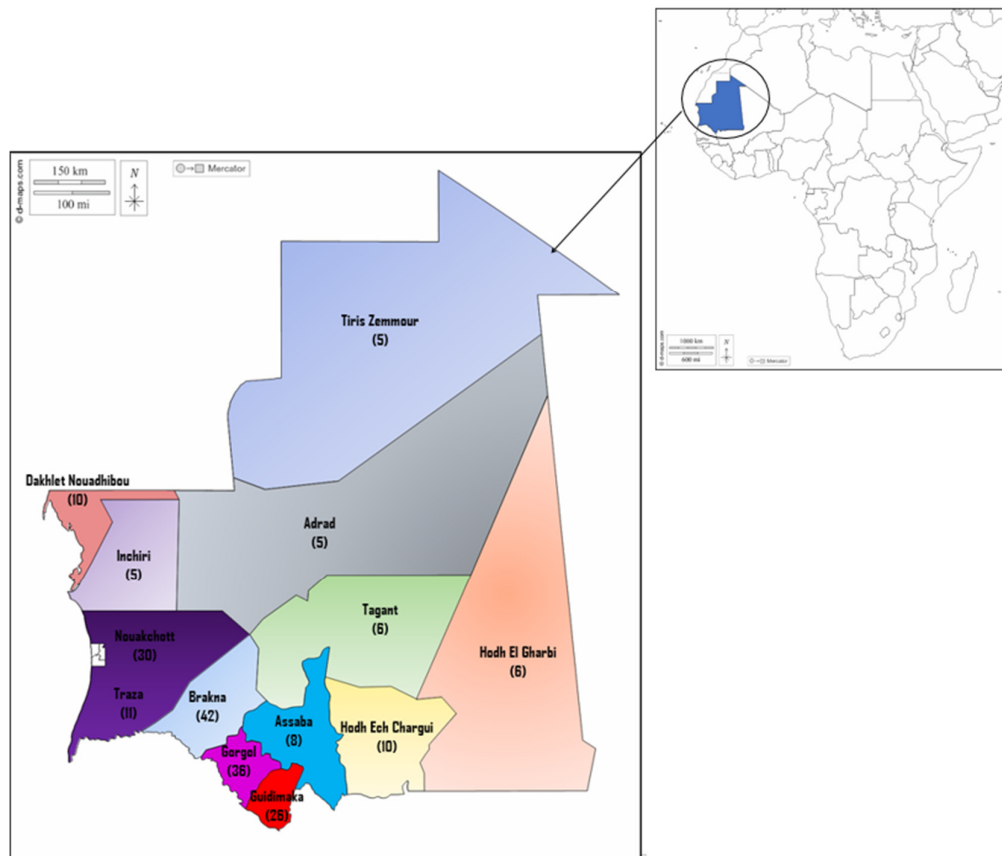 150 km
100 mi
N
Mercator
© d-maps.com
1000 km
600 mi
N
Mercator
© d-maps.com
Tiris Zemmour
(5)
Dakhlet Nouadhibou
(10)
Adrad
(5)
Inchiri
(5)
Tagant
(6)
Nouakchott
(30)
Hodh El Gharbi
(6)
Traza
(11)
Brakna
(42)
Assaba
(8)
Hodh Ech Chargui
(10)
Gorgol
(36)
Guidimaka
(26)